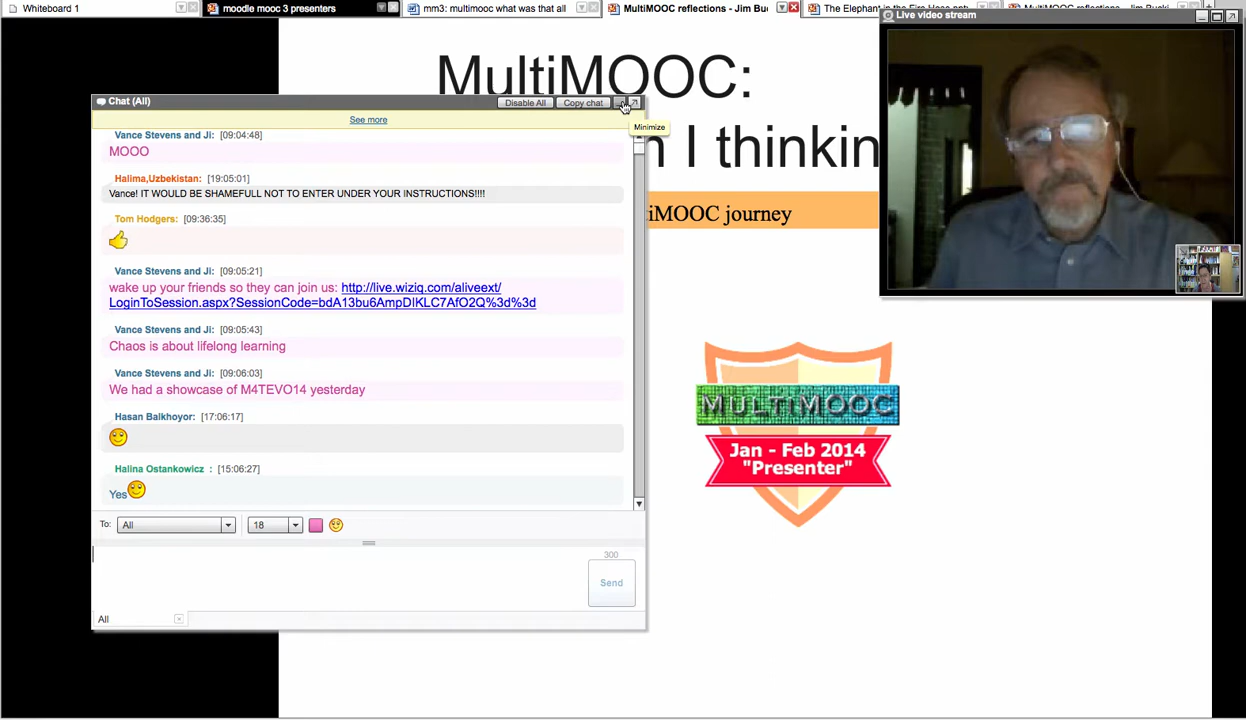 Whiteboard 1
moodle mooc 3 presenters
mm3: multimooc what was that all
MultiMOOC reflections - Jim Buc
The Elephant in the Fire Hose
MultiMOOC reflections - Jim Bucki
Live video stream
MultiMOOC:
I thinkin
iMOOC journey
Chat (All)
Disable All
Copy chat
Minimize
See more
Vance Stevens and Ji: [09:04:48]
MOOO
Halima,Uzbekistan: [19:05:01]
Vance! IT WOULD BE SHAMEFULL NOT TO ENTER UNDER YOUR INSTRUCTIONS!!!!
Tom Hodgers: [09:36:35]
Vance Stevens and Ji: [09:05:21]
wake up your friends so they can join us: http://live.wiziq.com/aliveext/
LoginToSession.aspx?SessionCode=bdA13bu6AmpDIKLC7AfO2Q%3d%3d
Vance Stevens and Ji: [09:05:43]
Chaos is about lifelong learning
Vance Stevens and Ji: [09:06:03]
We had a showcase of M4TEVO14 yesterday
Hasan Balkhoyor: [17:06:17]
Halina Ostankowicz : [15:06:27]
Yes
To: All 18
300
Send
All
MULTiMOOC
Jan - Feb 2014
"Presenter"